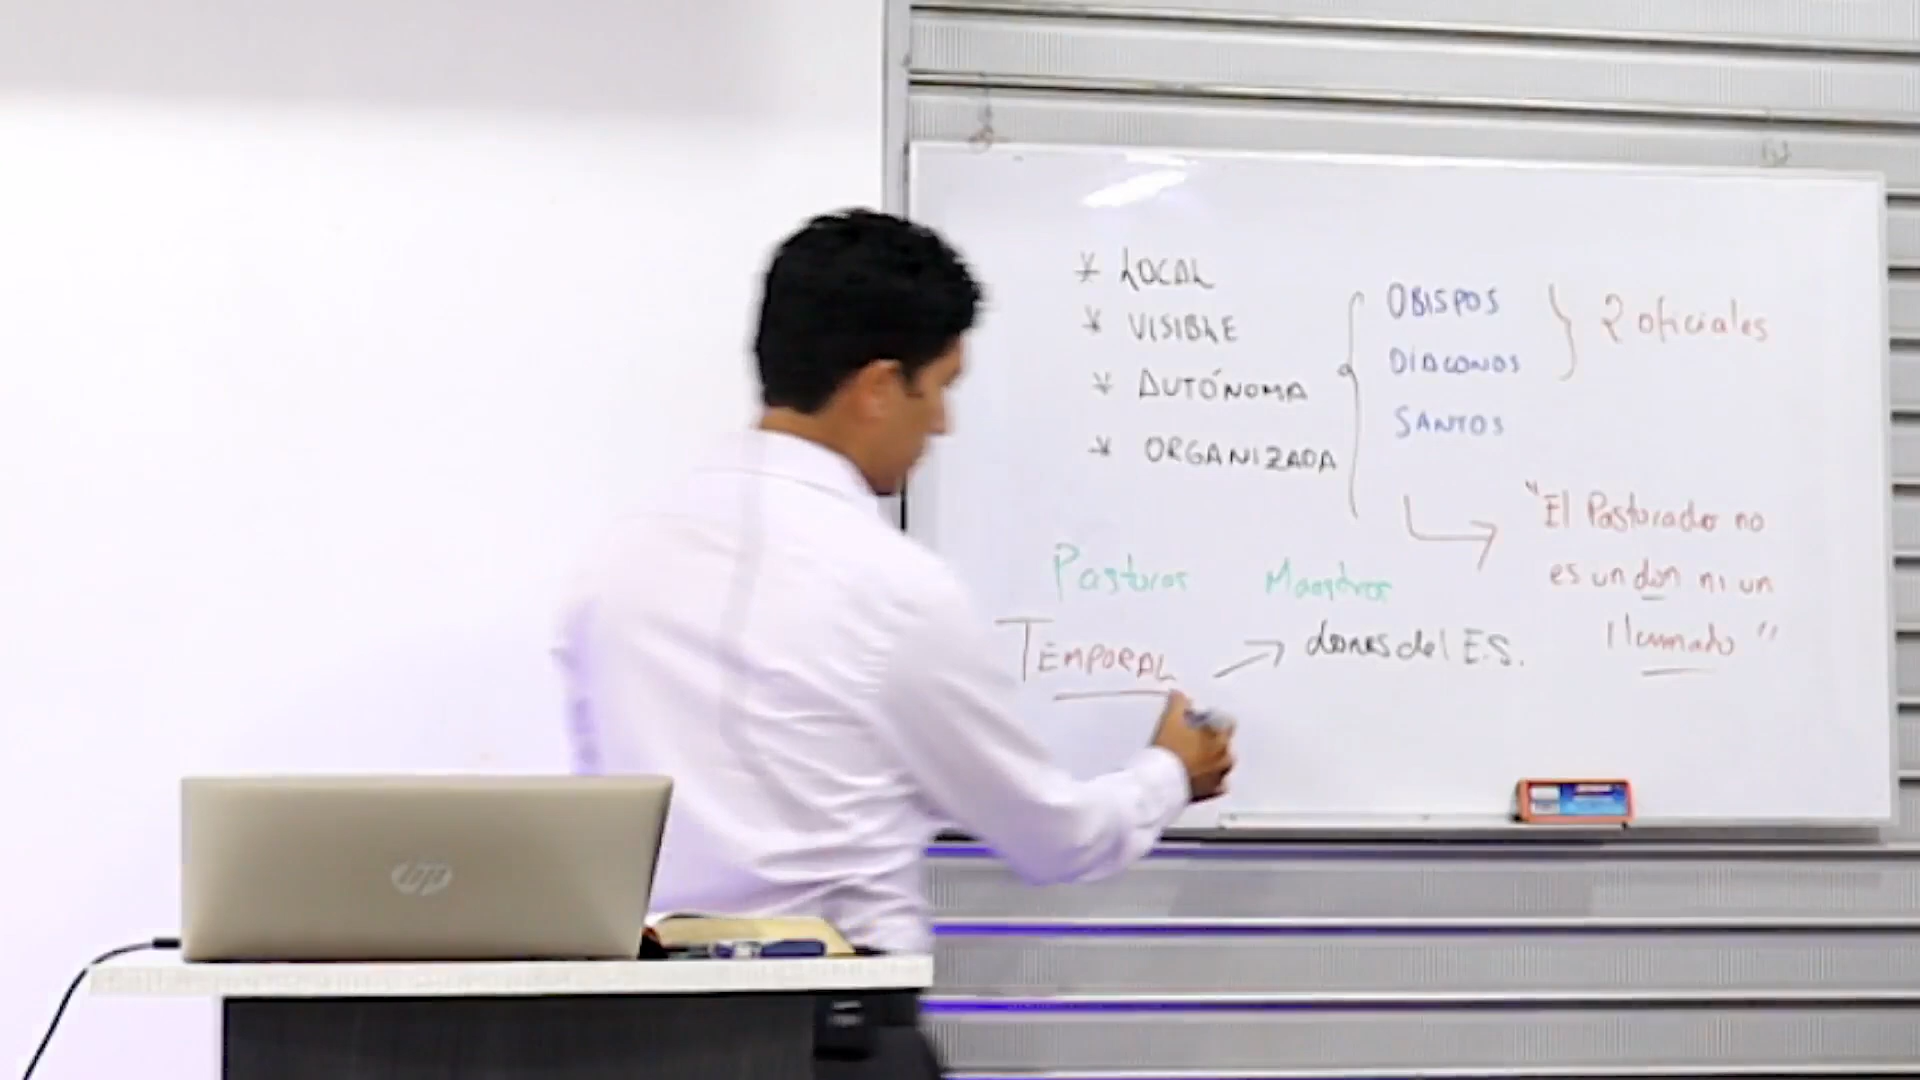 * LOCAL
* VISIBLE
* AUTÓNOMA
* ORGANIZADA
OBISPOS
DIACONOS
SANTOS
2 oficiales
"El Pastorado no
es un don ni un
llamado"
Pastores Maestros
TEMPORAL → dones del E.S.
hp